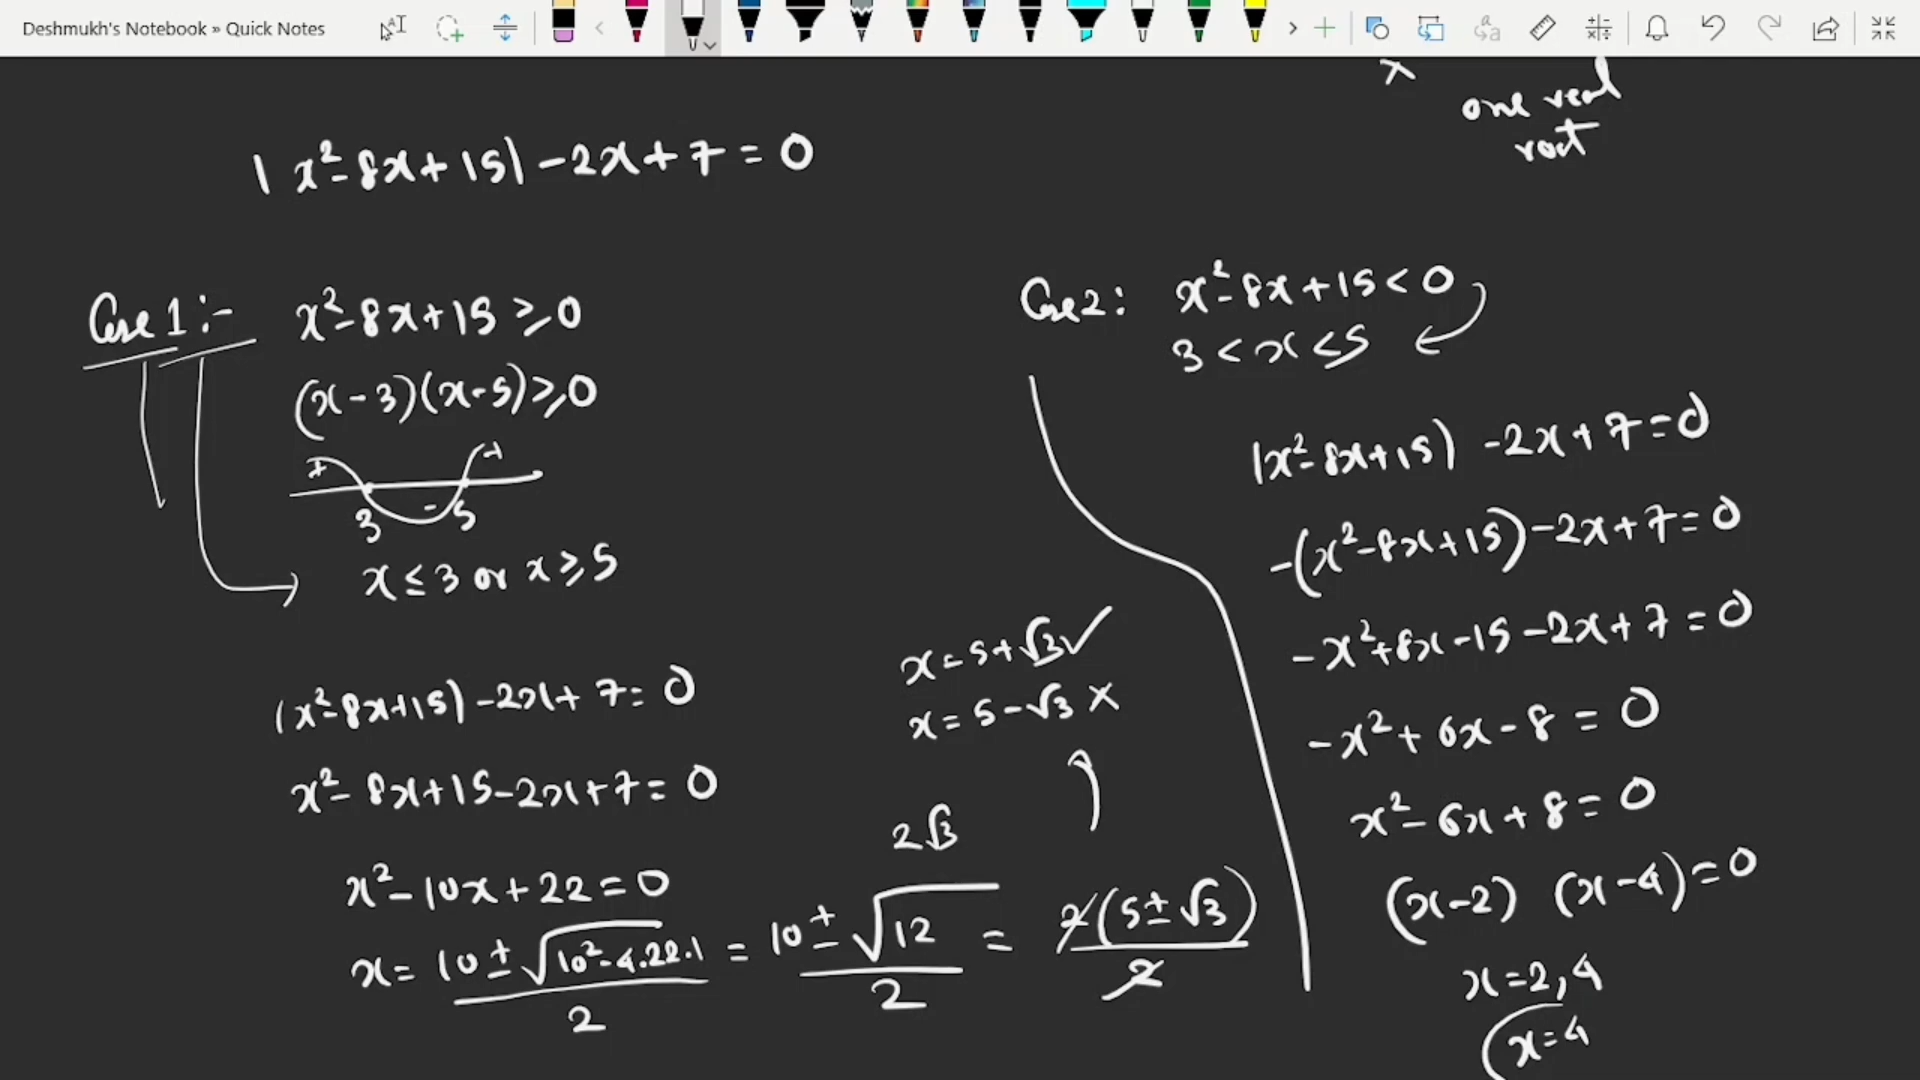 Deshmukh's Notebook » Quick Notes
one real
root
|x²-8x+15|-2x+7=0
Case 1:- x²-8x+15≥0
(x-3)(x-5)≥0
+ - +
3 5
x≤3 or x≥5
|x²-8x+15|-2x+7=0
x²-8x+15-2x+7=0
x²-10x+22=0
x= (10±√(10²-4.22.1))/2 = (10±√12)/2 = 2(5±√3)/2
2√3
x=5+√3 ✓
x=5-√3 ×
Case 2: x²-8x+15<0
3<x<5
|x²-8x+15| -2x+7=0
-(x²-8x+15)-2x+7=0
-x²+8x-15-2x+7=0
-x²+6x-8=0
x²-6x+8=0
(x-2) (x-4)=0
x=2,4
x=4